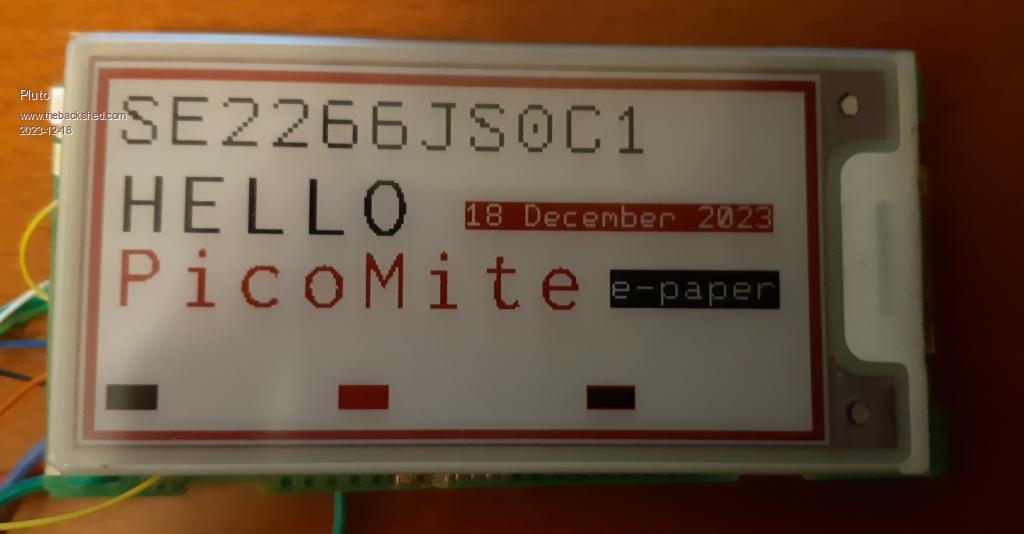 Pluto
www.thebackshed.com
2023-12-18
SE2266JS0C1
HELLO
18 December 2023
PicoMite
e-paper